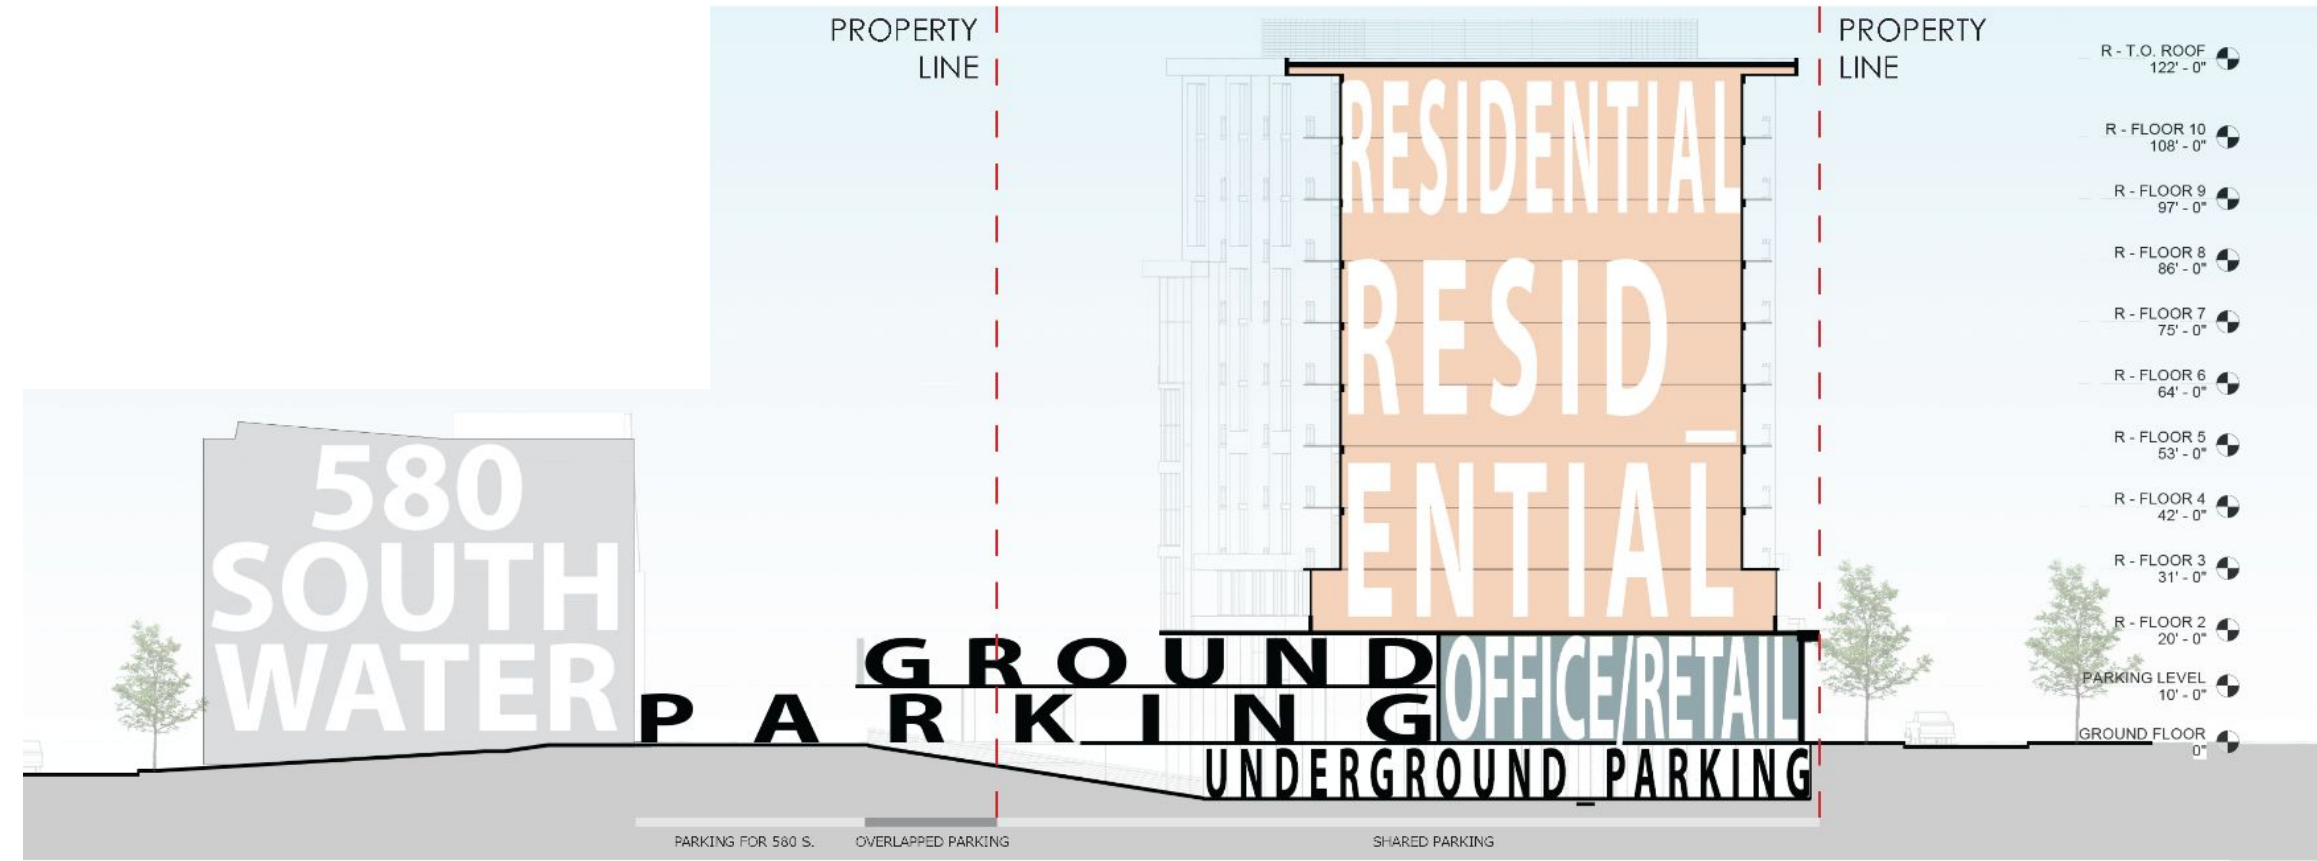 PROPERTY
LINE
PROPERTY
LINE
R - T.O. ROOF
122' - 0"
R - FLOOR 10
108' - 0"
R - FLOOR 9
97' - 0"
R - FLOOR 8
86' - 0"
R - FLOOR 7
75' - 0"
R - FLOOR 6
64' - 0"
R - FLOOR 5
53' - 0"
R - FLOOR 4
42' - 0"
R - FLOOR 3
31' - 0"
R - FLOOR 2
20' - 0"
PARKING LEVEL
10' - 0"
GROUND FLOOR
0"
RESIDENTIAL
RESID_
ENTIAL
580
SOUTH
WATER
GROUND
PARKING
OFFICE/RETAIL
UNDERGROUND_PARKING
PARKING FOR 580 S.
OVERLAPPED PARKING
SHARED PARKING